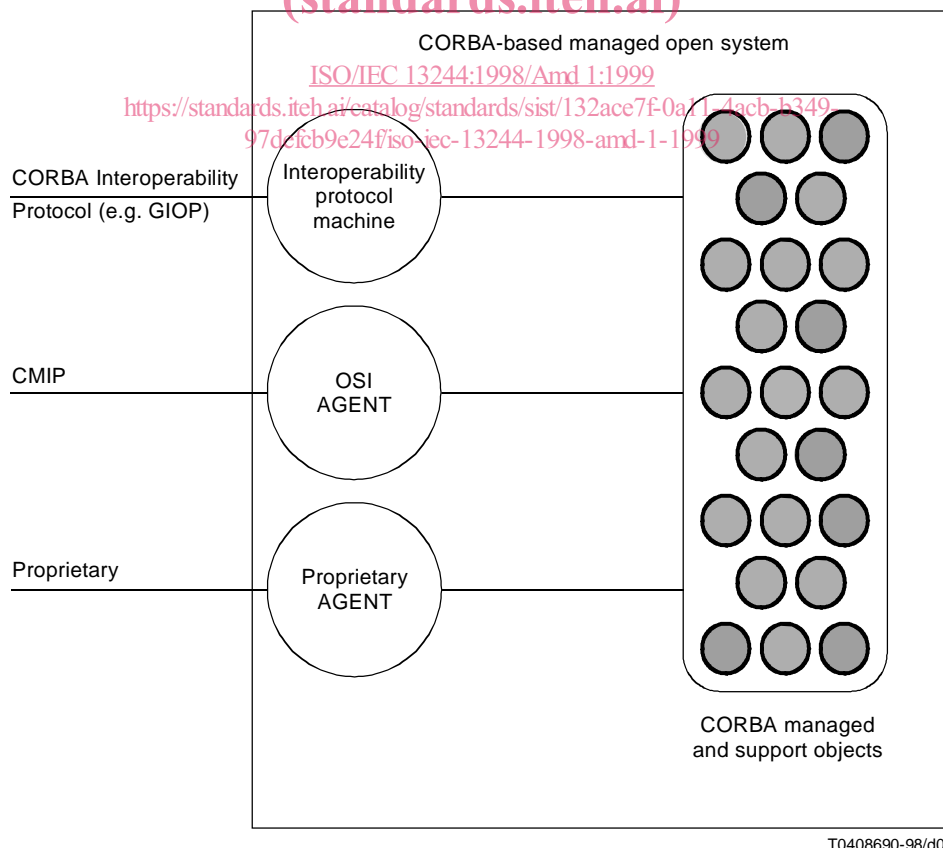 (standards.iteh.ai)
CORBA-based managed open system
ISO/IEC 13244:1998/Amd 1:1999
https://standards.iteh.ai/catalog/standards/sist/132ace7f-0a11-4acb-b349-
97defcb9e24f/iso-iec-13244-1998-amd-1-1999
CORBA Interoperability
Protocol (e.g. GIOP)
Interoperability
protocol
machine
CMIP
OSI
AGENT
Proprietary
Proprietary
AGENT
CORBA managed
and support objects
T0408690-98/d0